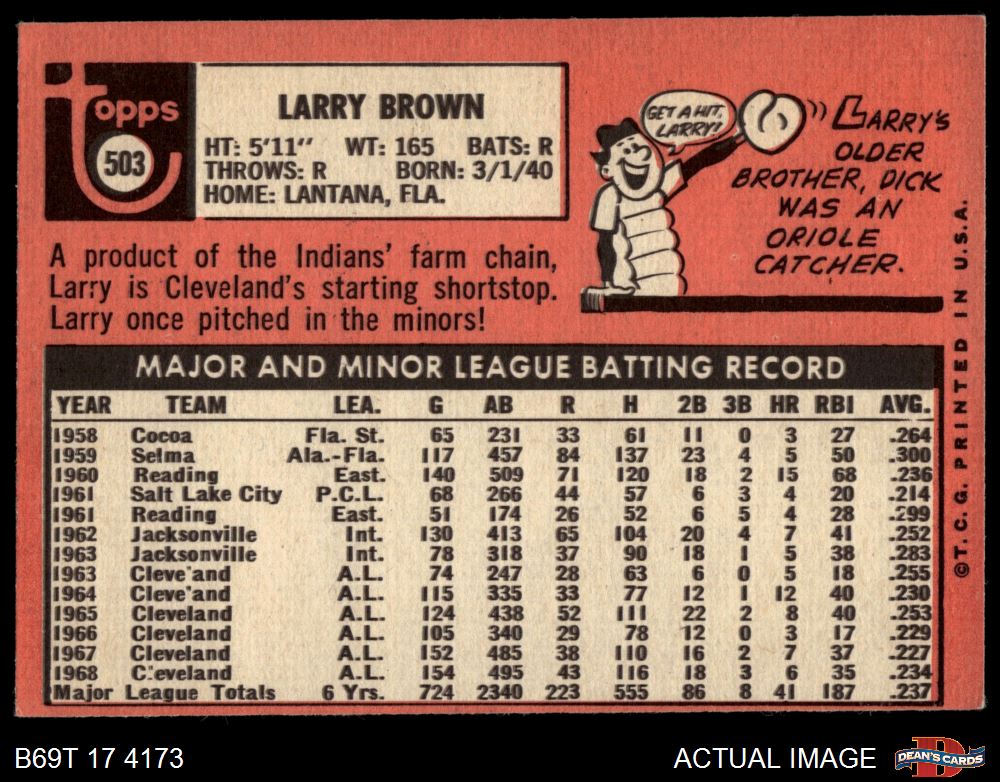 topps
503
LARRY BROWN
HT: 5'11" WT: 165 BATS: R
THROWS: R BORN: 3/1/40
HOME: LANTANA, FLA.
GET A HIT,
LARRY!
LARRY'S
OLDER
BROTHER, DICK
WAS AN
ORIOLE
CATCHER.
A product of the Indians' farm chain,
Larry is Cleveland's starting shortstop.
Larry once pitched in the minors!
MAJOR AND MINOR LEAGUE BATTING RECORD
YEAR TEAM LEA. G AB R H 2B 3B HR RBI AVG.
1958 Cocoa Fla. St. 65 231 33 61 11 0 3 27 .264
1959 Selma Ala.-Fla. 117 457 84 137 23 4 5 50 .300
1960 Reading East. 140 509 71 120 18 2 15 68 .236
1961 Salt Lake City P.C.L. 68 266 44 57 6 3 4 20 .214
1961 Reading East. 51 174 26 52 6 5 4 28 .299
1962 Jacksonville Int. 130 413 65 104 20 4 7 41 .252
1963 Jacksonville Int. 78 318 37 90 18 1 5 38 .283
1963 Cleveland A.L. 74 247 28 63 6 0 5 18 .255
1964 Cleveland A.L. 115 335 33 77 12 1 12 40 .230
1965 Cleveland A.L. 124 438 52 111 22 2 8 40 .253
1966 Cleveland A.L. 105 340 29 78 12 0 3 17 .229
1967 Cleveland A.L. 152 485 38 110 16 2 7 37 .227
1968 Cleveland A.L. 154 495 43 116 18 3 6 35 .234
Major League Totals 6 Yrs. 724 2340 223 555 86 8 41 187 .237
©T.C.G. PRINTED IN U.S.A.
B69T 17 4173
ACTUAL IMAGE
D
DEAN'S CARDS